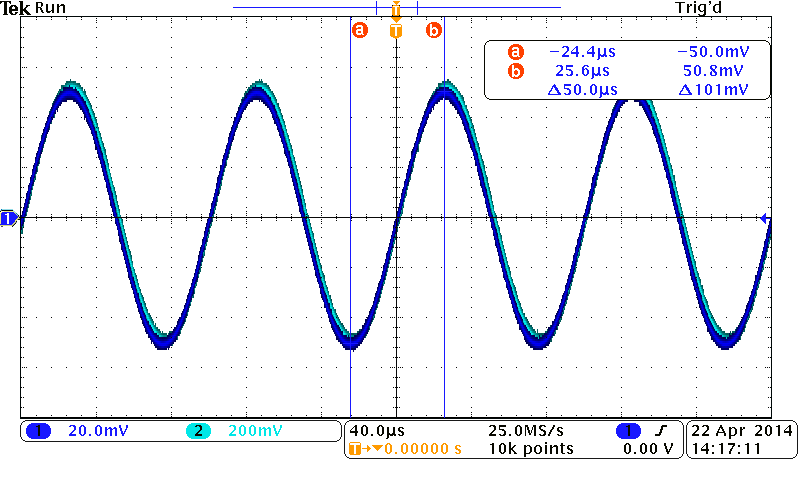 Tek Run Trig'd
T
a T b
a −24.4µs −50.0mV
b 25.6µs 50.8mV
Δ50.0µs Δ101mV
1
1 20.0mV 2 200mV
40.0µs 25.0MS/s 1 22 Apr 2014
T→▼0.00000 s 10k points 0.00 V 14:17:11